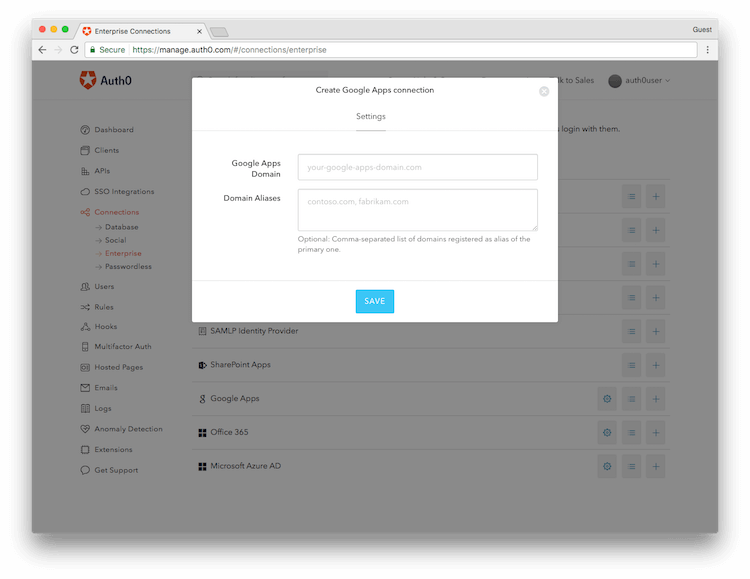 Enterprise Connections
Guest
Secure
https://manage.auth0.com/#/connections/enterprise
Auth0
to Sales
auth0user
Create Google Apps connection
Settings
login with them.
Google Apps
Domain
your-google-apps-domain.com
Domain Aliases
contoso.com, fabrikam.com
Optional: Comma-separated list of domains registered as alias of the
primary one.
SAVE
Dashboard
Clients
APIs
SSO Integrations
Connections
Database
Social
Enterprise
Passwordless
Users
Rules
Hooks
Multifactor Auth
Hosted Pages
Emails
Logs
Anomaly Detection
Extensions
Get Support
SAMLP Identity Provider
SharePoint Apps
Google Apps
Office 365
Microsoft Azure AD